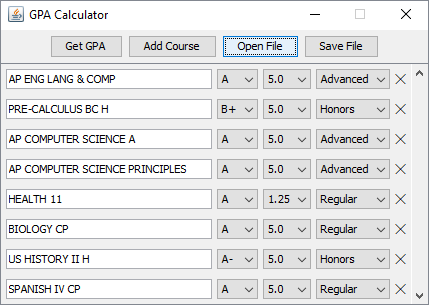 GPA Calculator
Get GPA Add Course Open File Save File
AP ENG LANG & COMP A 5.0 Advanced
PRE-CALCULUS BC H B+ 5.0 Honors
AP COMPUTER SCIENCE A A 5.0 Advanced
AP COMPUTER SCIENCE PRINCIPLES A 5.0 Advanced
HEALTH 11 A 1.25 Regular
BIOLOGY CP A 5.0 Regular
US HISTORY II H A- 5.0 Honors
SPANISH IV CP A 5.0 Regular